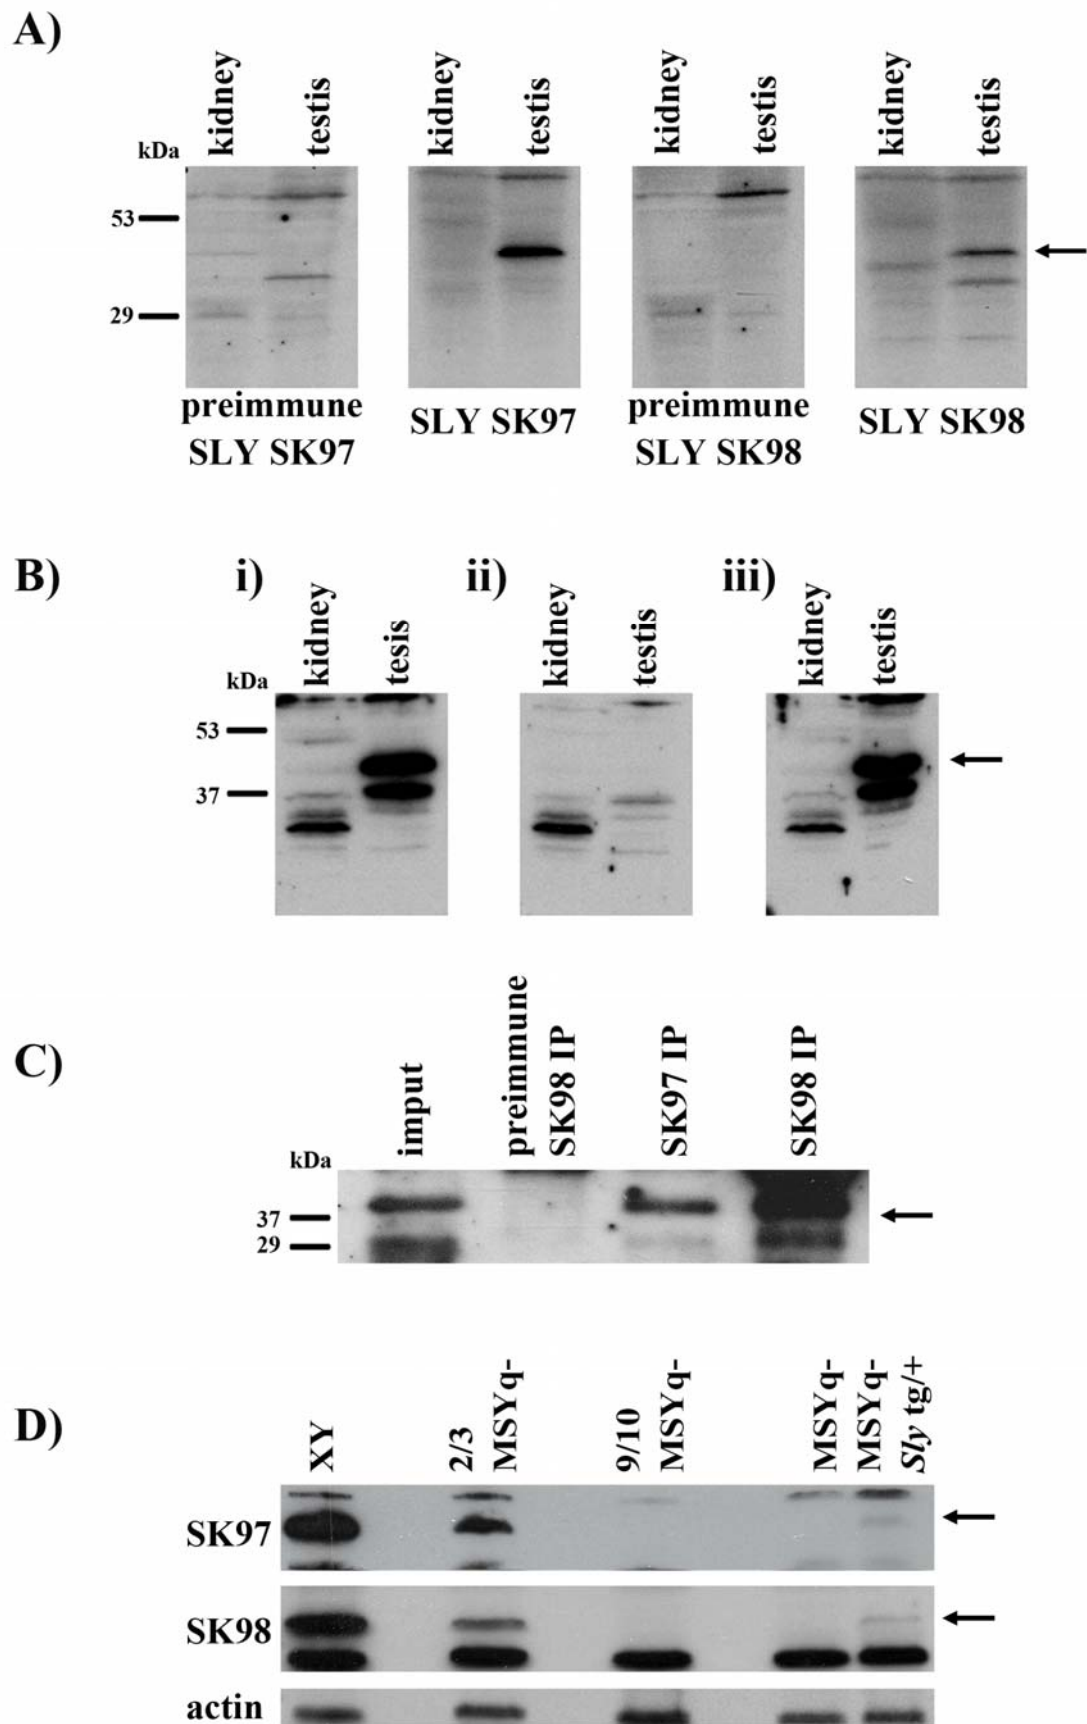 A)
kidney
testis
kidney
testis
kidney
testis
kidney
testis
kDa
53
29
preimmune
SLY SK97
SLY SK97
preimmune
SLY SK98
SLY SK98
B)
i)
ii)
iii)
kidney
tesis
kidney
testis
kidney
testis
kDa
53
37
C)
imput
preimmune
SK98 IP
SK97 IP
SK98 IP
kDa
37
29
D)
XY
2/3
MSYq-
9/10
MSYq-
MSYq-
MSYq-
Sly tg/+
SK97
SK98
actin